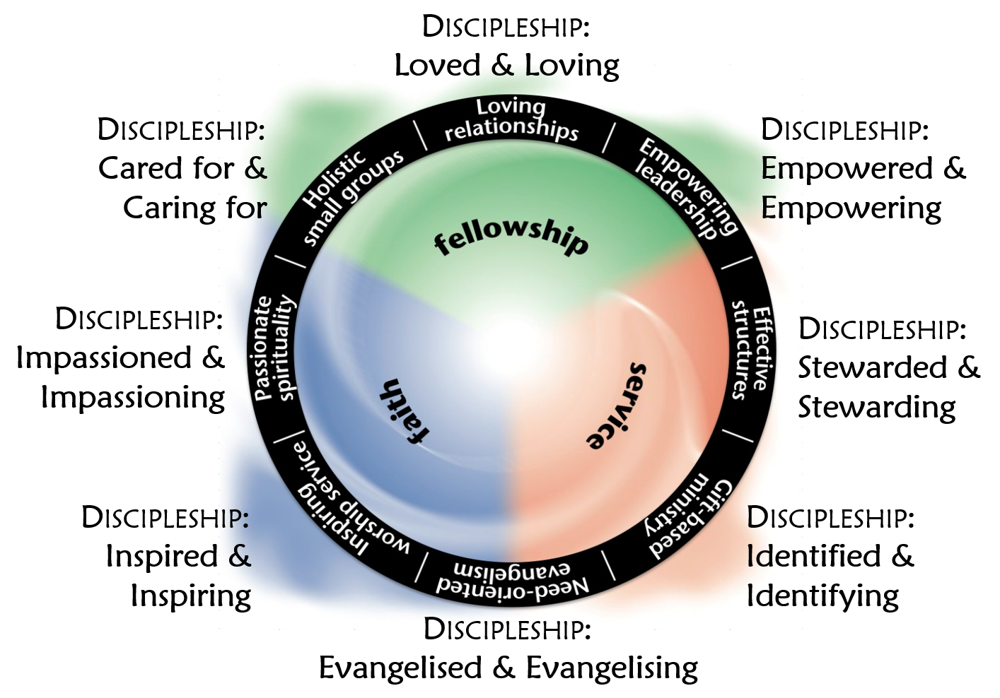 DISCIPLESHIP:
Loved & Loving
DISCIPLESHIP:
Empowered &
Empowering
DISCIPLESHIP:
Stewarded &
Stewarding
DISCIPLESHIP:
Identified &
Identifying
DISCIPLESHIP:
Evangelised & Evangelising
DISCIPLESHIP:
Inspired &
Inspiring
DISCIPLESHIP:
Impassioned &
Impassioning
DISCIPLESHIP:
Cared for &
Caring for
Loving
relationships
Empowering
leadership
Effective
structures
Gift-based
ministry
Need-oriented
evangelism
Inspiring
worship service
Passionate
spirituality
Holistic
small groups
fellowship
service
faith